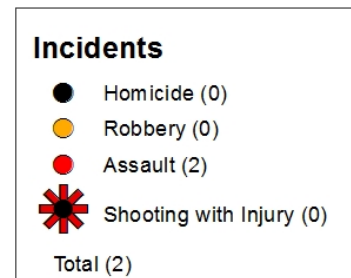 Incidents
Homicide (0)
Robbery (0)
Assault (2)
Shooting with Injury (0)
Total (2)